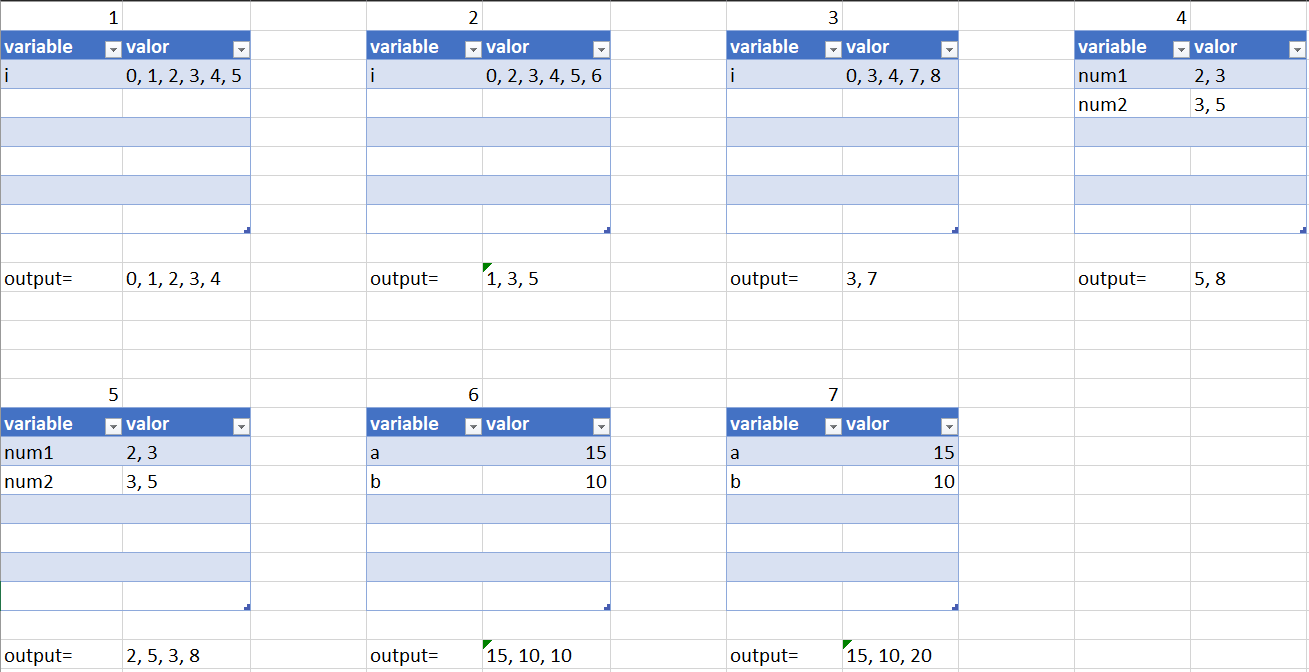 1 2 3 4
variable valor variable valor variable valor variable valor
i 0, 1, 2, 3, 4, 5 i 0, 2, 3, 4, 5, 6 i 0, 3, 4, 7, 8 num1 2, 3
num2 3, 5
output= 0, 1, 2, 3, 4 output= 1, 3, 5 output= 3, 7 output= 5, 8
5 6 7
variable valor variable valor variable valor
num1 2, 3 a 15 a 15
num2 3, 5 b 10 b 10
output= 2, 5, 3, 8 output= 15, 10, 10 output= 15, 10, 20